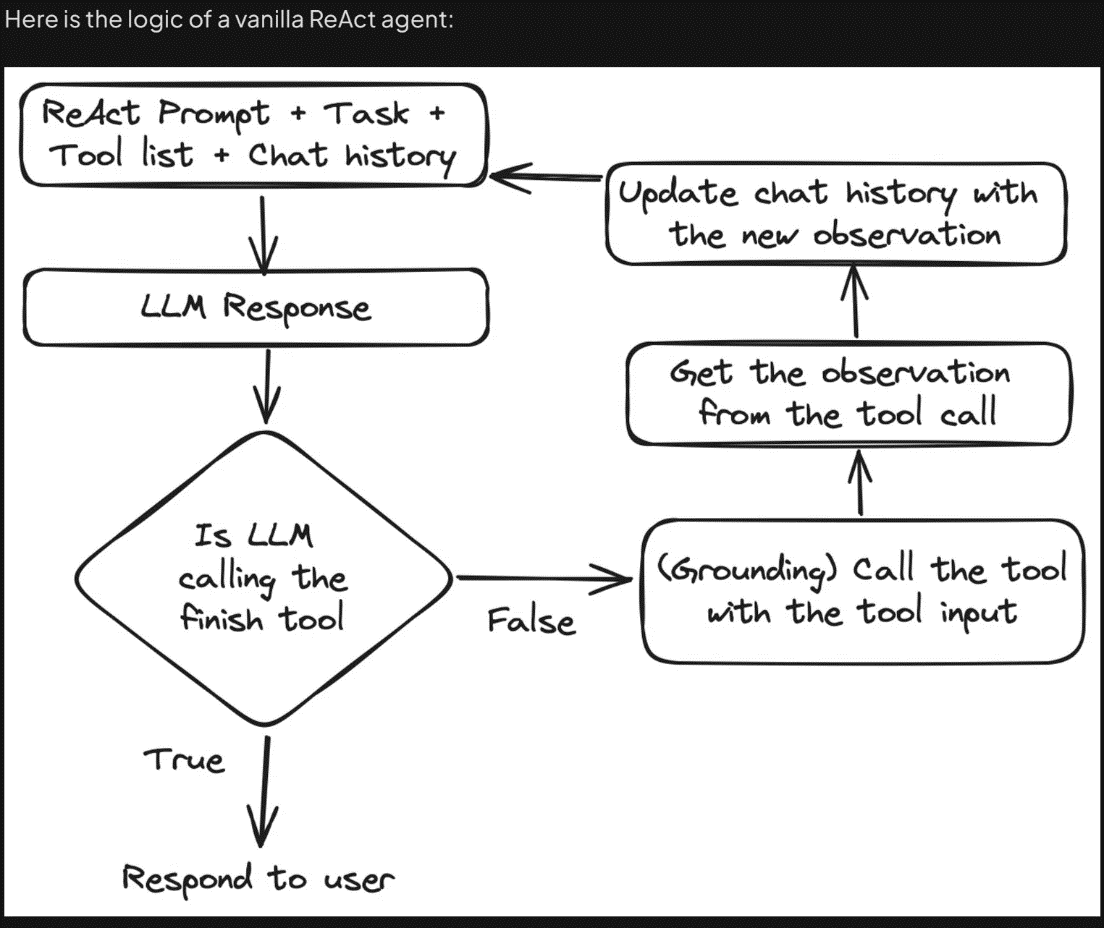 Here is the logic of a vanilla ReAct agent:
ReAct Prompt + Task +
Tool list + Chat history
LLM Response
Is LLM
calling the
finish tool
True
Respond to user
False
(Grounding) Call the tool
with the tool input
Get the observation
from the tool call
Update chat history with
the new observation